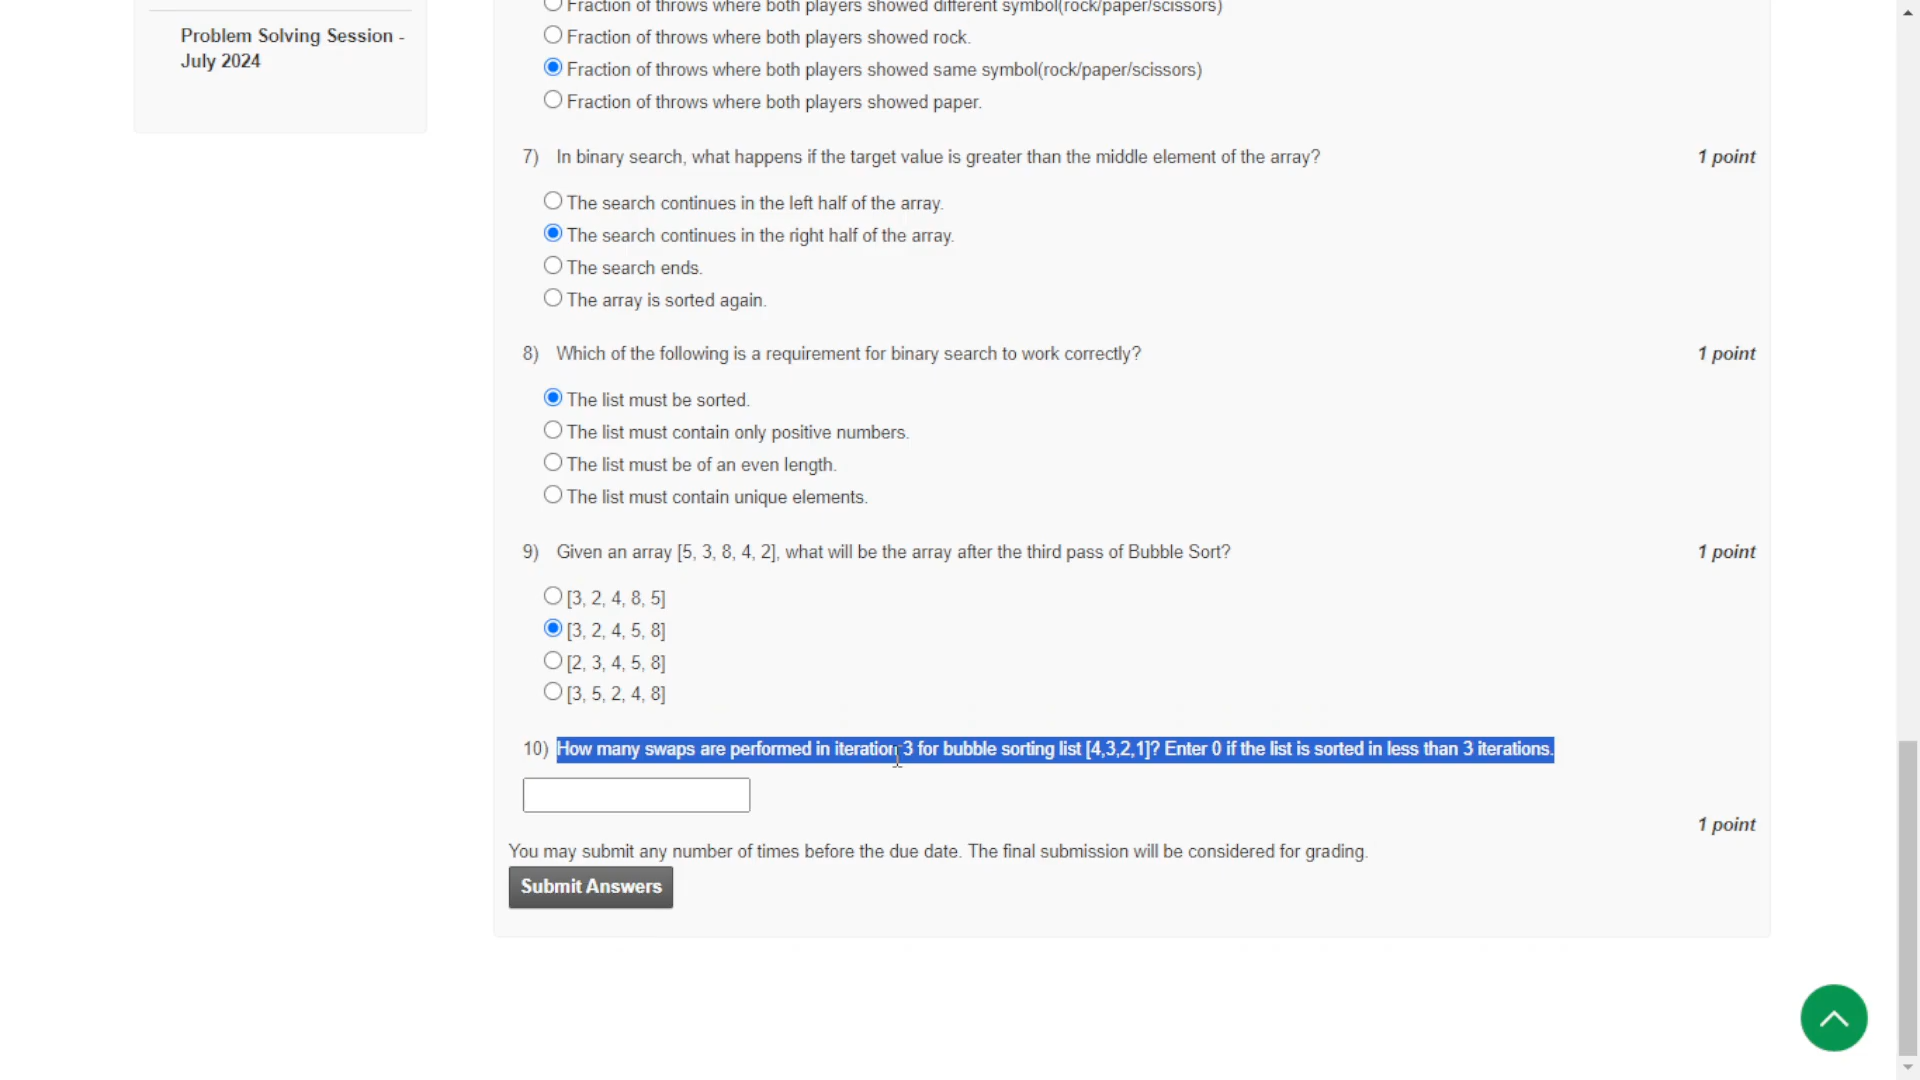 Problem Solving Session -
July 2024
Fraction of throws where both players showed different symbol(rock/paper/scissors)
Fraction of throws where both players showed rock.
Fraction of throws where both players showed same symbol(rock/paper/scissors)
Fraction of throws where both players showed paper.
7) In binary search, what happens if the target value is greater than the middle element of the array? 1 point
The search continues in the left half of the array.
The search continues in the right half of the array.
The search ends.
The array is sorted again.
8) Which of the following is a requirement for binary search to work correctly? 1 point
The list must be sorted.
The list must contain only positive numbers.
The list must be of an even length.
The list must contain unique elements.
9) Given an array [5, 3, 8, 4, 2], what will be the array after the third pass of Bubble Sort? 1 point
[3, 2, 4, 8, 5]
[3, 2, 4, 5, 8]
[2, 3, 4, 5, 8]
[3, 5, 2, 4, 8]
10) How many swaps are performed in iteration 3 for bubble sorting list [4,3,2,1]? Enter 0 if the list is sorted in less than 3 iterations.
1 point
You may submit any number of times before the due date. The final submission will be considered for grading.
Submit Answers